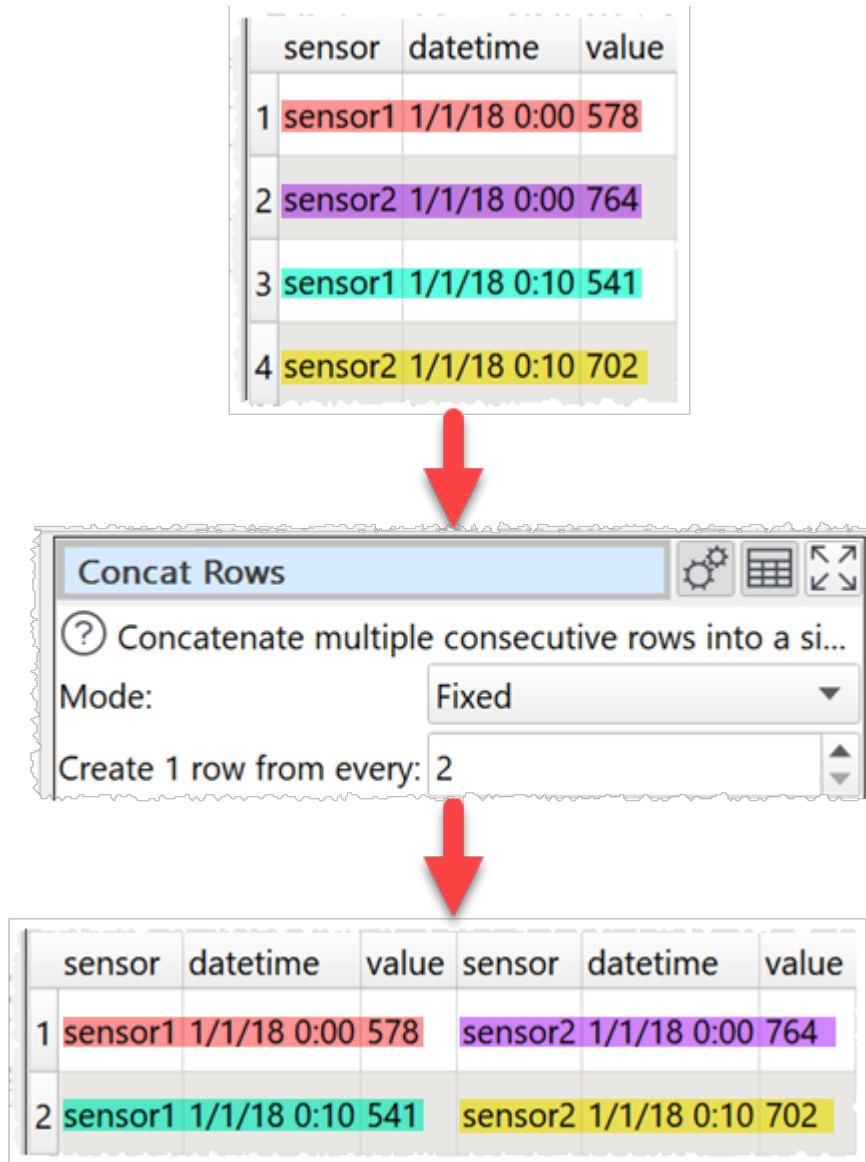 sensor datetime value
1 sensor1 1/1/18 0:00 578
2 sensor2 1/1/18 0:00 764
3 sensor1 1/1/18 0:10 541
4 sensor2 1/1/18 0:10 702
Concat Rows
? Concatenate multiple consecutive rows into a si...
Mode: Fixed
Create 1 row from every: 2
sensor datetime value sensor datetime value
1 sensor1 1/1/18 0:00 578 sensor2 1/1/18 0:00 764
2 sensor1 1/1/18 0:10 541 sensor2 1/1/18 0:10 702